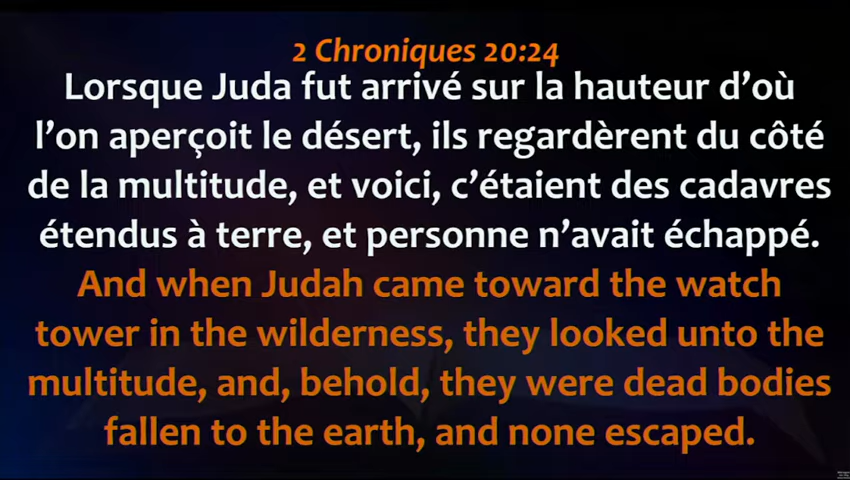 2 Chroniques 20:24
Lorsque Juda fut arrivé sur la hauteur d’où
l’on aperçoit le désert, ils regardèrent du côté
de la multitude, et voici, c’étaient des cadavres
étendus à terre, et personne n’avait échappé.
And when Judah came toward the watch
tower in the wilderness, they looked unto the
multitude, and, behold, they were dead bodies
fallen to the earth, and none escaped.